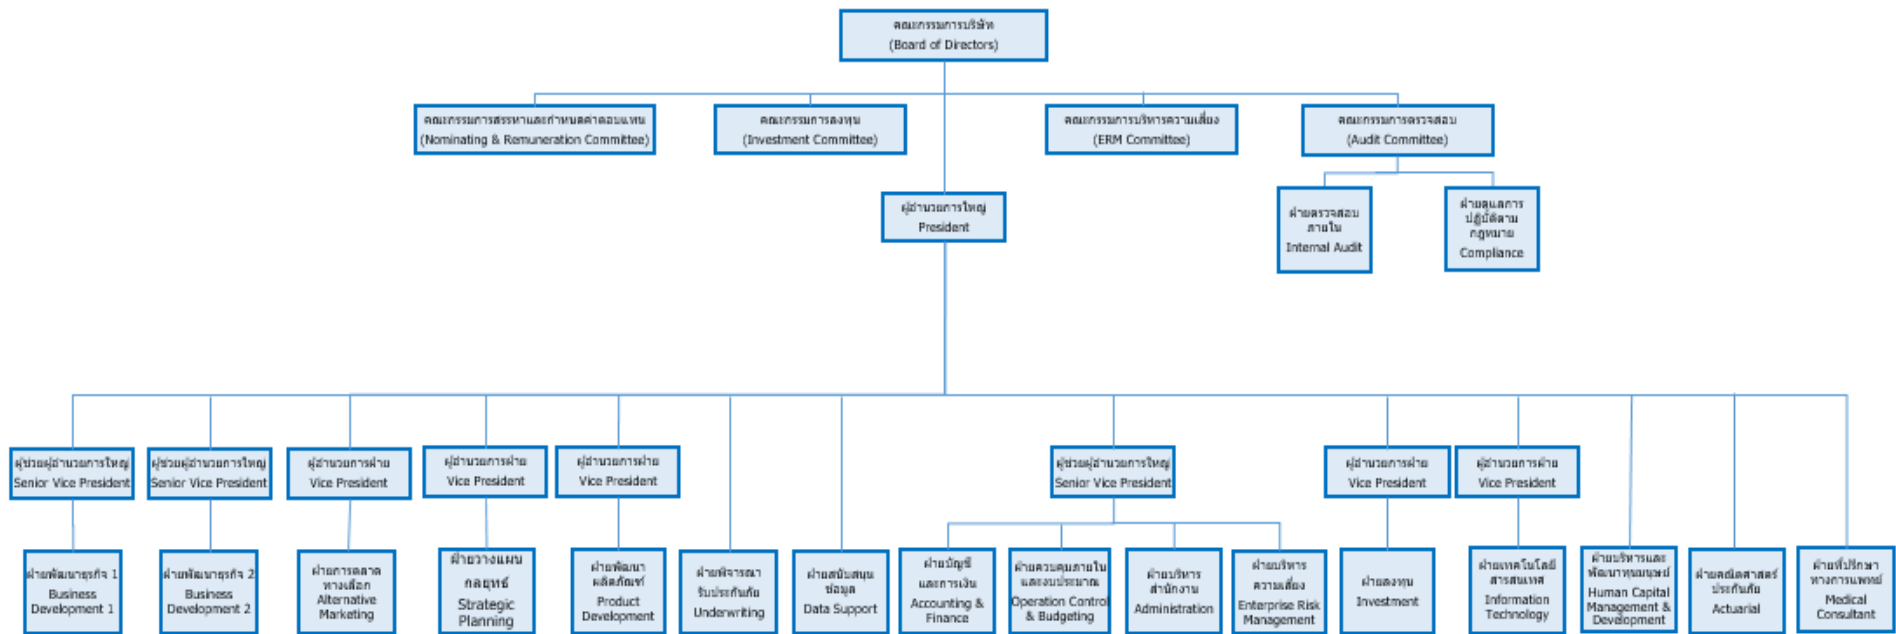 คณะกรรมการบริษัท
(Board of Directors)
คณะกรรมการสรรหาและกำหนดค่าตอบแทน
(Nominating & Remuneration Committee)
คณะกรรมการลงทุน
(Investment Committee)
คณะกรรมการบริหารความเสี่ยง
(ERM Committee)
คณะกรรมการตรวจสอบ
(Audit Committee)
ผู้อำนวยการใหญ่
President
ฝ่ายตรวจสอบ
ภายใน
Internal Audit
ฝ่ายดูแลการ
ปฏิบัติตาม
กฎหมาย
Compliance
ผู้ช่วยผู้อำนวยการใหญ่
Senior Vice President
ผู้ช่วยผู้อำนวยการใหญ่
Senior Vice President
ผู้อำนวยการฝ่าย
Vice President
ผู้อำนวยการฝ่าย
Vice President
ผู้อำนวยการฝ่าย
Vice President
ผู้ช่วยผู้อำนวยการใหญ่
Senior Vice President
ผู้อำนวยการฝ่าย
Vice President
ผู้อำนวยการฝ่าย
Vice President
ฝ่ายพัฒนาธุรกิจ 1
Business
Development 1
ฝ่ายพัฒนาธุรกิจ 2
Business
Development 2
ฝ่ายการตลาด
ทางเลือก
Alternative
Marketing
ฝ่ายวางแผน
กลยุทธ์
Strategic
Planning
ฝ่ายพัฒนา
ผลิตภัณฑ์
Product
Development
ฝ่ายพิจารณา
รับประกันภัย
Underwriting
ฝ่ายสนับสนุน
ข้อมูล
Data Support
ฝ่ายบัญชี
และการเงิน
Accounting &
Finance
ฝ่ายควบคุมภายใน
และงบประมาณ
Operation Control
& Budgeting
ฝ่ายบริหาร
สำนักงาน
Administration
ฝ่ายบริหาร
ความเสี่ยง
Enterprise Risk
Management
ฝ่ายลงทุน
Investment
ฝ่ายเทคโนโลยี
สารสนเทศ
Information
Technology
ฝ่ายบริหารและ
พัฒนาทุนมนุษย์
Human Capital
Management &
Development
ฝ่ายคณิตศาสตร์
ประกันภัย
Actuarial
ฝ่ายที่ปรึกษา
ทางการแพทย์
Medical
Consultant